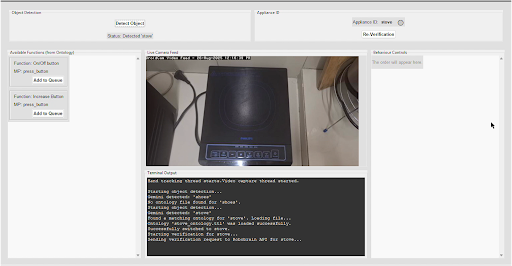 Object Detection
Detect Object
Status: Detected 'stove'
Appliance ID
Appliance ID: stove
Re-Verification
Available Functions (from Ontology)
Function: On/Off button
MP: press_button
Add to Queue
Function: Increase Button
MP: press_button
Add to Queue
Live Camera Feed
Behaviour Controls
The video will appear here
Terminal Output
Hand tracking thread starts.Video capture thread started.
Starting object detection...
Gemini detected: 'shoes'
No ontology file found for 'shoes'.
Starting object detection...
Gemini detected: 'stove'
Found a matching ontology for 'stove'. Loading file...
Ontology 'stove_ontology.ttl' was loaded successfully.
Successfully switched to stove.
Starting verification for stove...
Sending verification request to Robobrain API for stove...